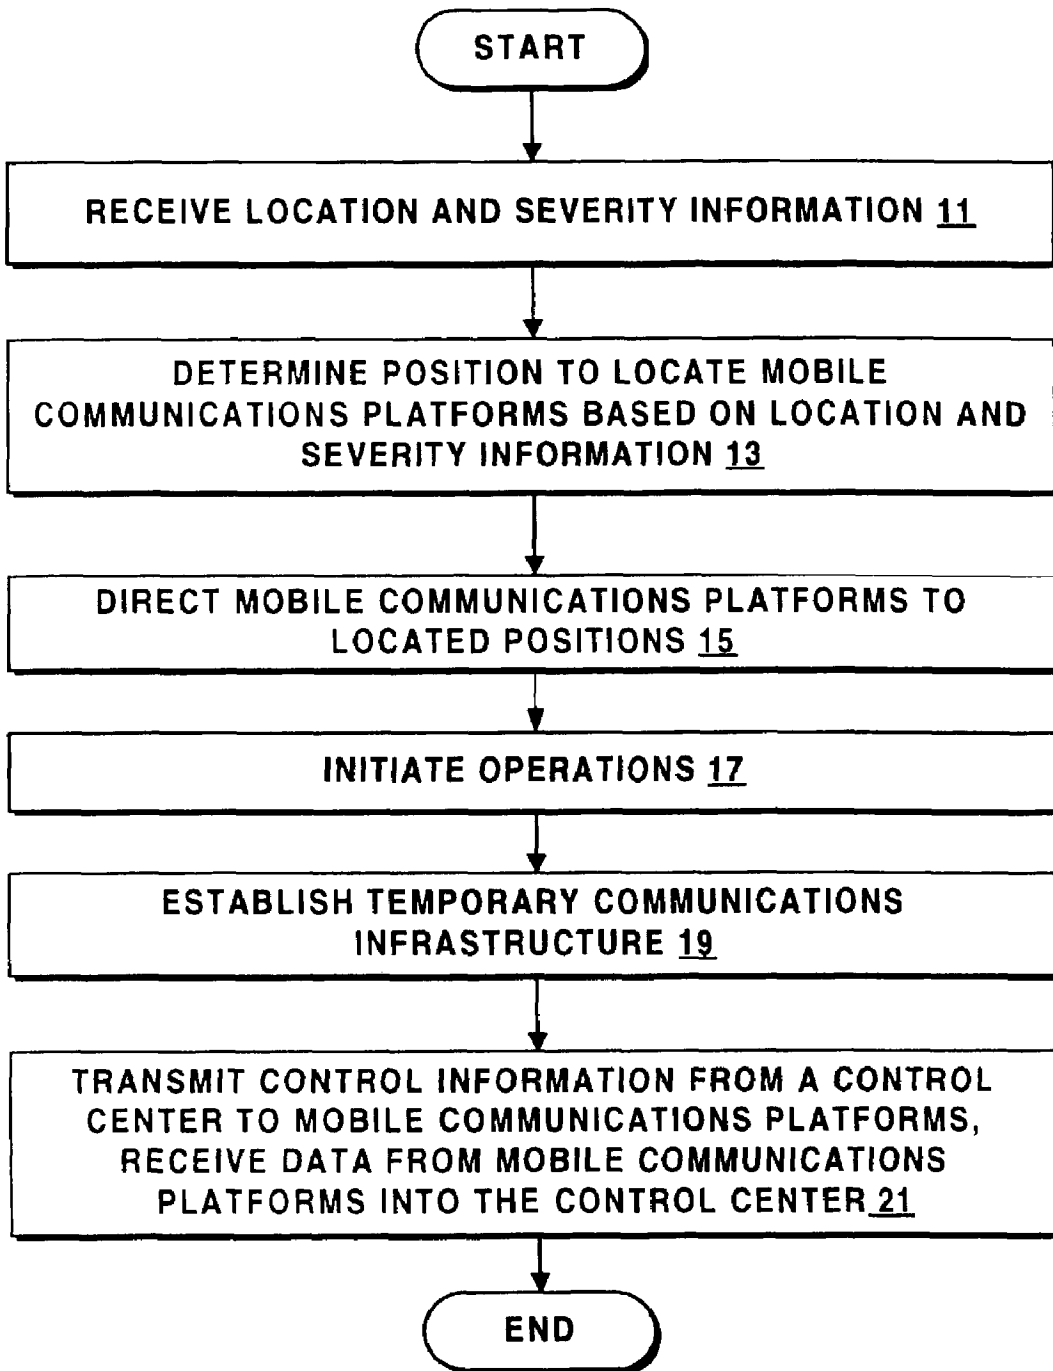 START
RECEIVE LOCATION AND SEVERITY INFORMATION 11
DETERMINE POSITION TO LOCATE MOBILE
COMMUNICATIONS PLATFORMS BASED ON LOCATION AND
SEVERITY INFORMATION 13
DIRECT MOBILE COMMUNICATIONS PLATFORMS TO
LOCATED POSITIONS 15
INITIATE OPERATIONS 17
ESTABLISH TEMPORARY COMMUNICATIONS
INFRASTRUCTURE 19
TRANSMIT CONTROL INFORMATION FROM A CONTROL
CENTER TO MOBILE COMMUNICATIONS PLATFORMS,
RECEIVE DATA FROM MOBILE COMMUNICATIONS
PLATFORMS INTO THE CONTROL CENTER 21
END